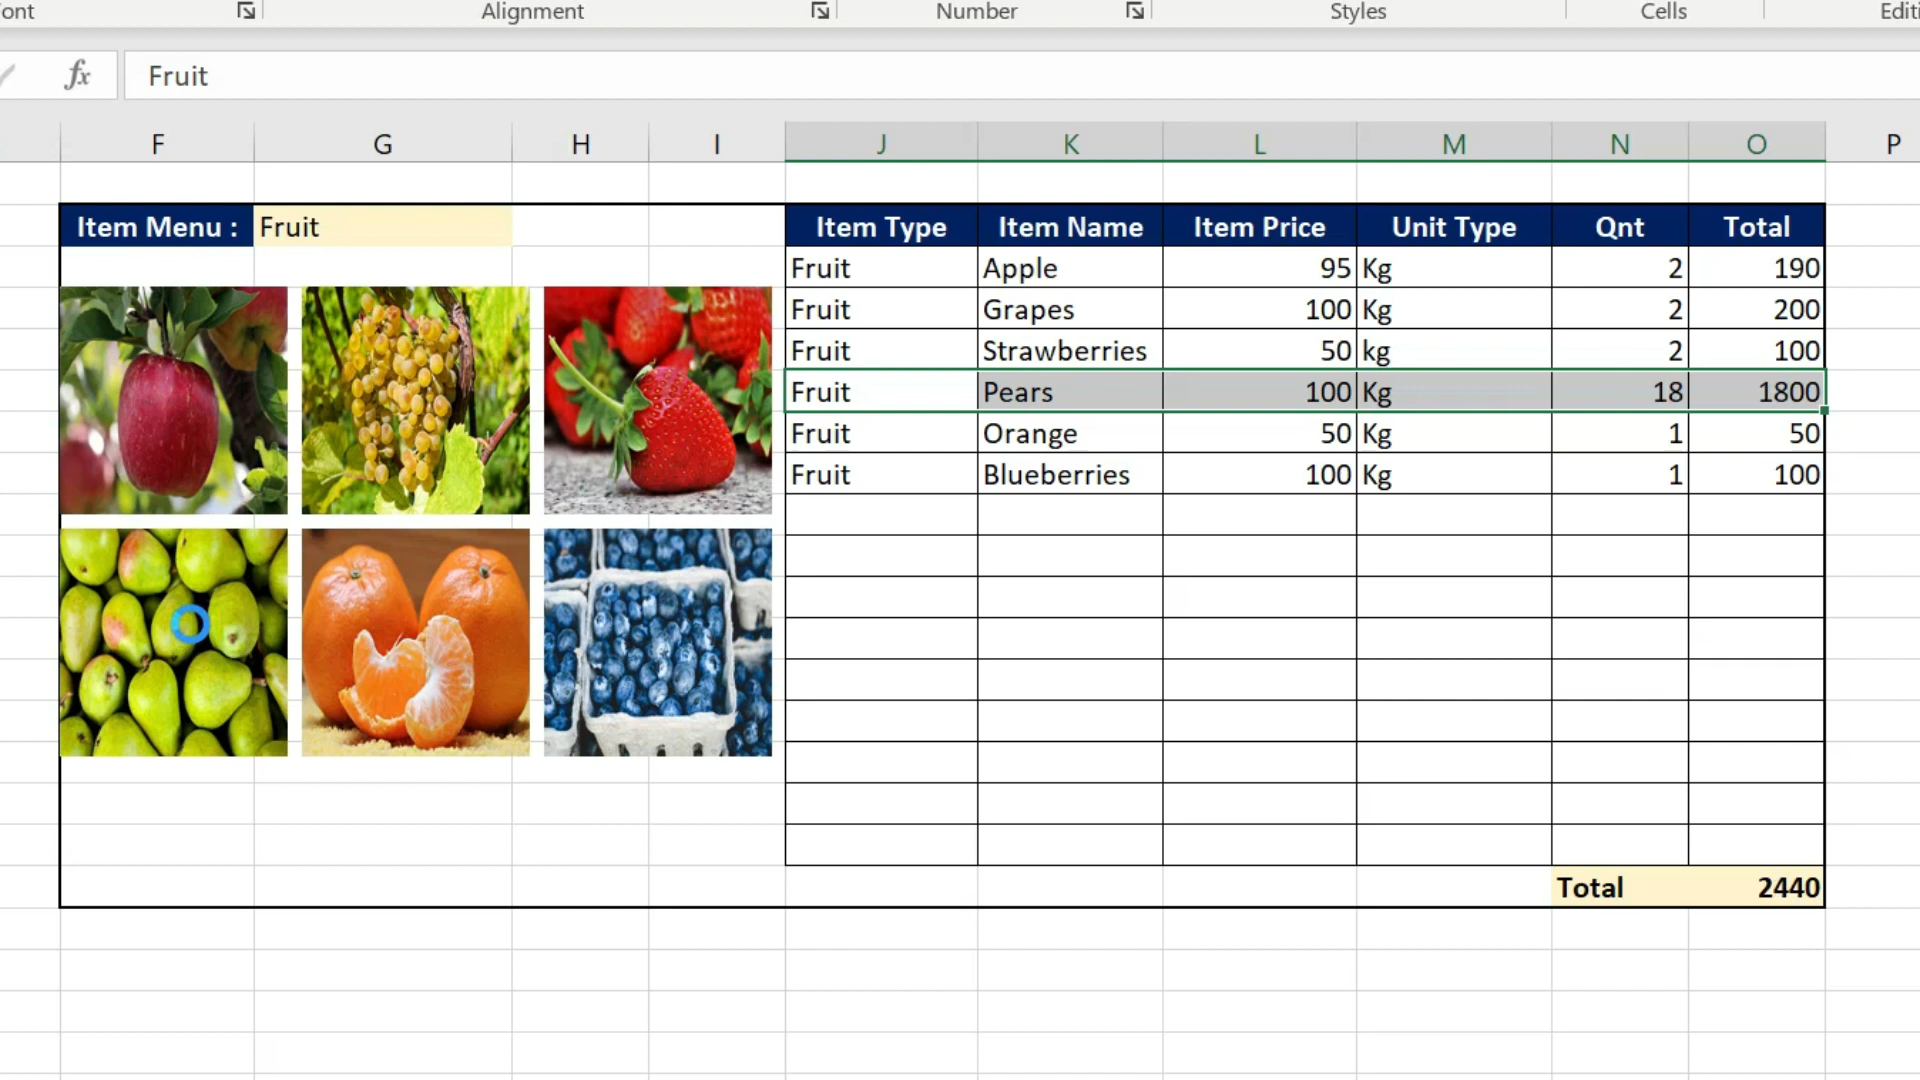 ont Alignment Number Styles Cells Editi
fx Fruit
F G H I J K L M N O P
Item Menu : Fruit Item Type Item Name Item Price Unit Type Qnt Total
Fruit Apple 95 Kg 2 190
Fruit Grapes 100 Kg 2 200
Fruit Strawberries 50 kg 2 100
Fruit Pears 100 Kg 18 1800
Fruit Orange 50 Kg 1 50
Fruit Blueberries 100 Kg 1 100
Total 2440